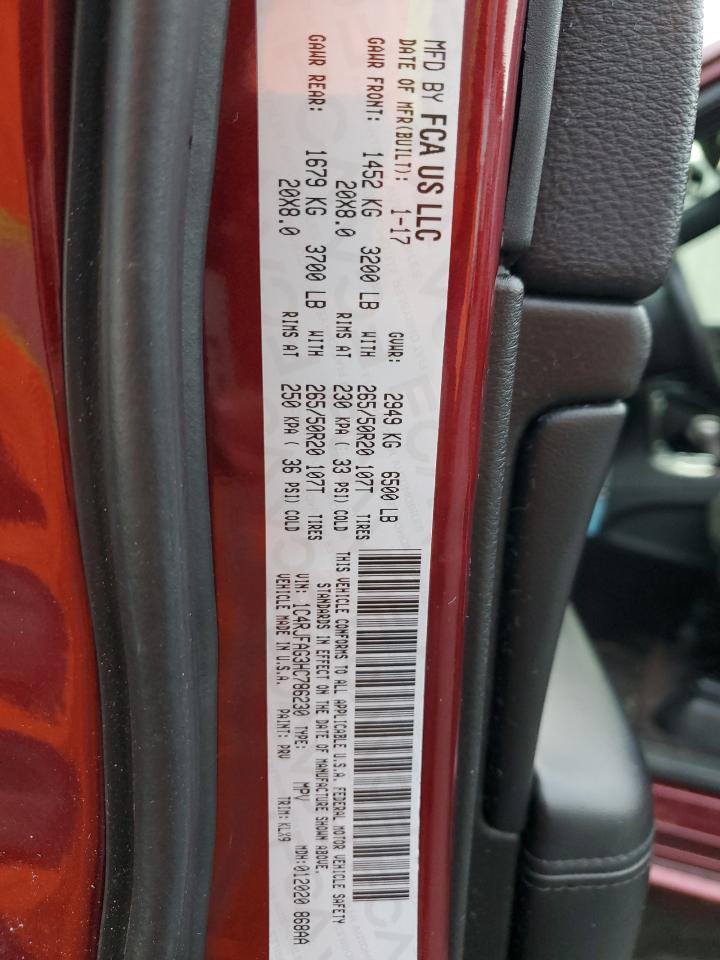 MFD BY FCA US LLC
DATE OF MFR(BUILT): 1-17 GVWR: 2949 KG 6500 LB
GAWR FRONT: 1452 KG 3200 LB WITH 265/50R20 107T TIRES
20X8.0 RIMS AT 230 KPA ( 33 PSI) COLD
GAWR REAR: 1679 KG 3700 LB WITH 265/50R20 107T TIRES
20X8.0 RIMS AT 250 KPA ( 36 PSI) COLD
THIS VEHICLE CONFORMS TO ALL APPLICABLE U.S.A. FEDERAL MOTOR VEHICLE SAFETY
STANDARDS IN EFFECT ON THE DATE OF MANUFACTURE SHOWN ABOVE.
VIN: 1C4RJFAG3HC796230 TYPE: MPV MDH:012020 868AA
VEHICLE MADE IN U.S.A. PAINT: PRV TRIM: KLX9